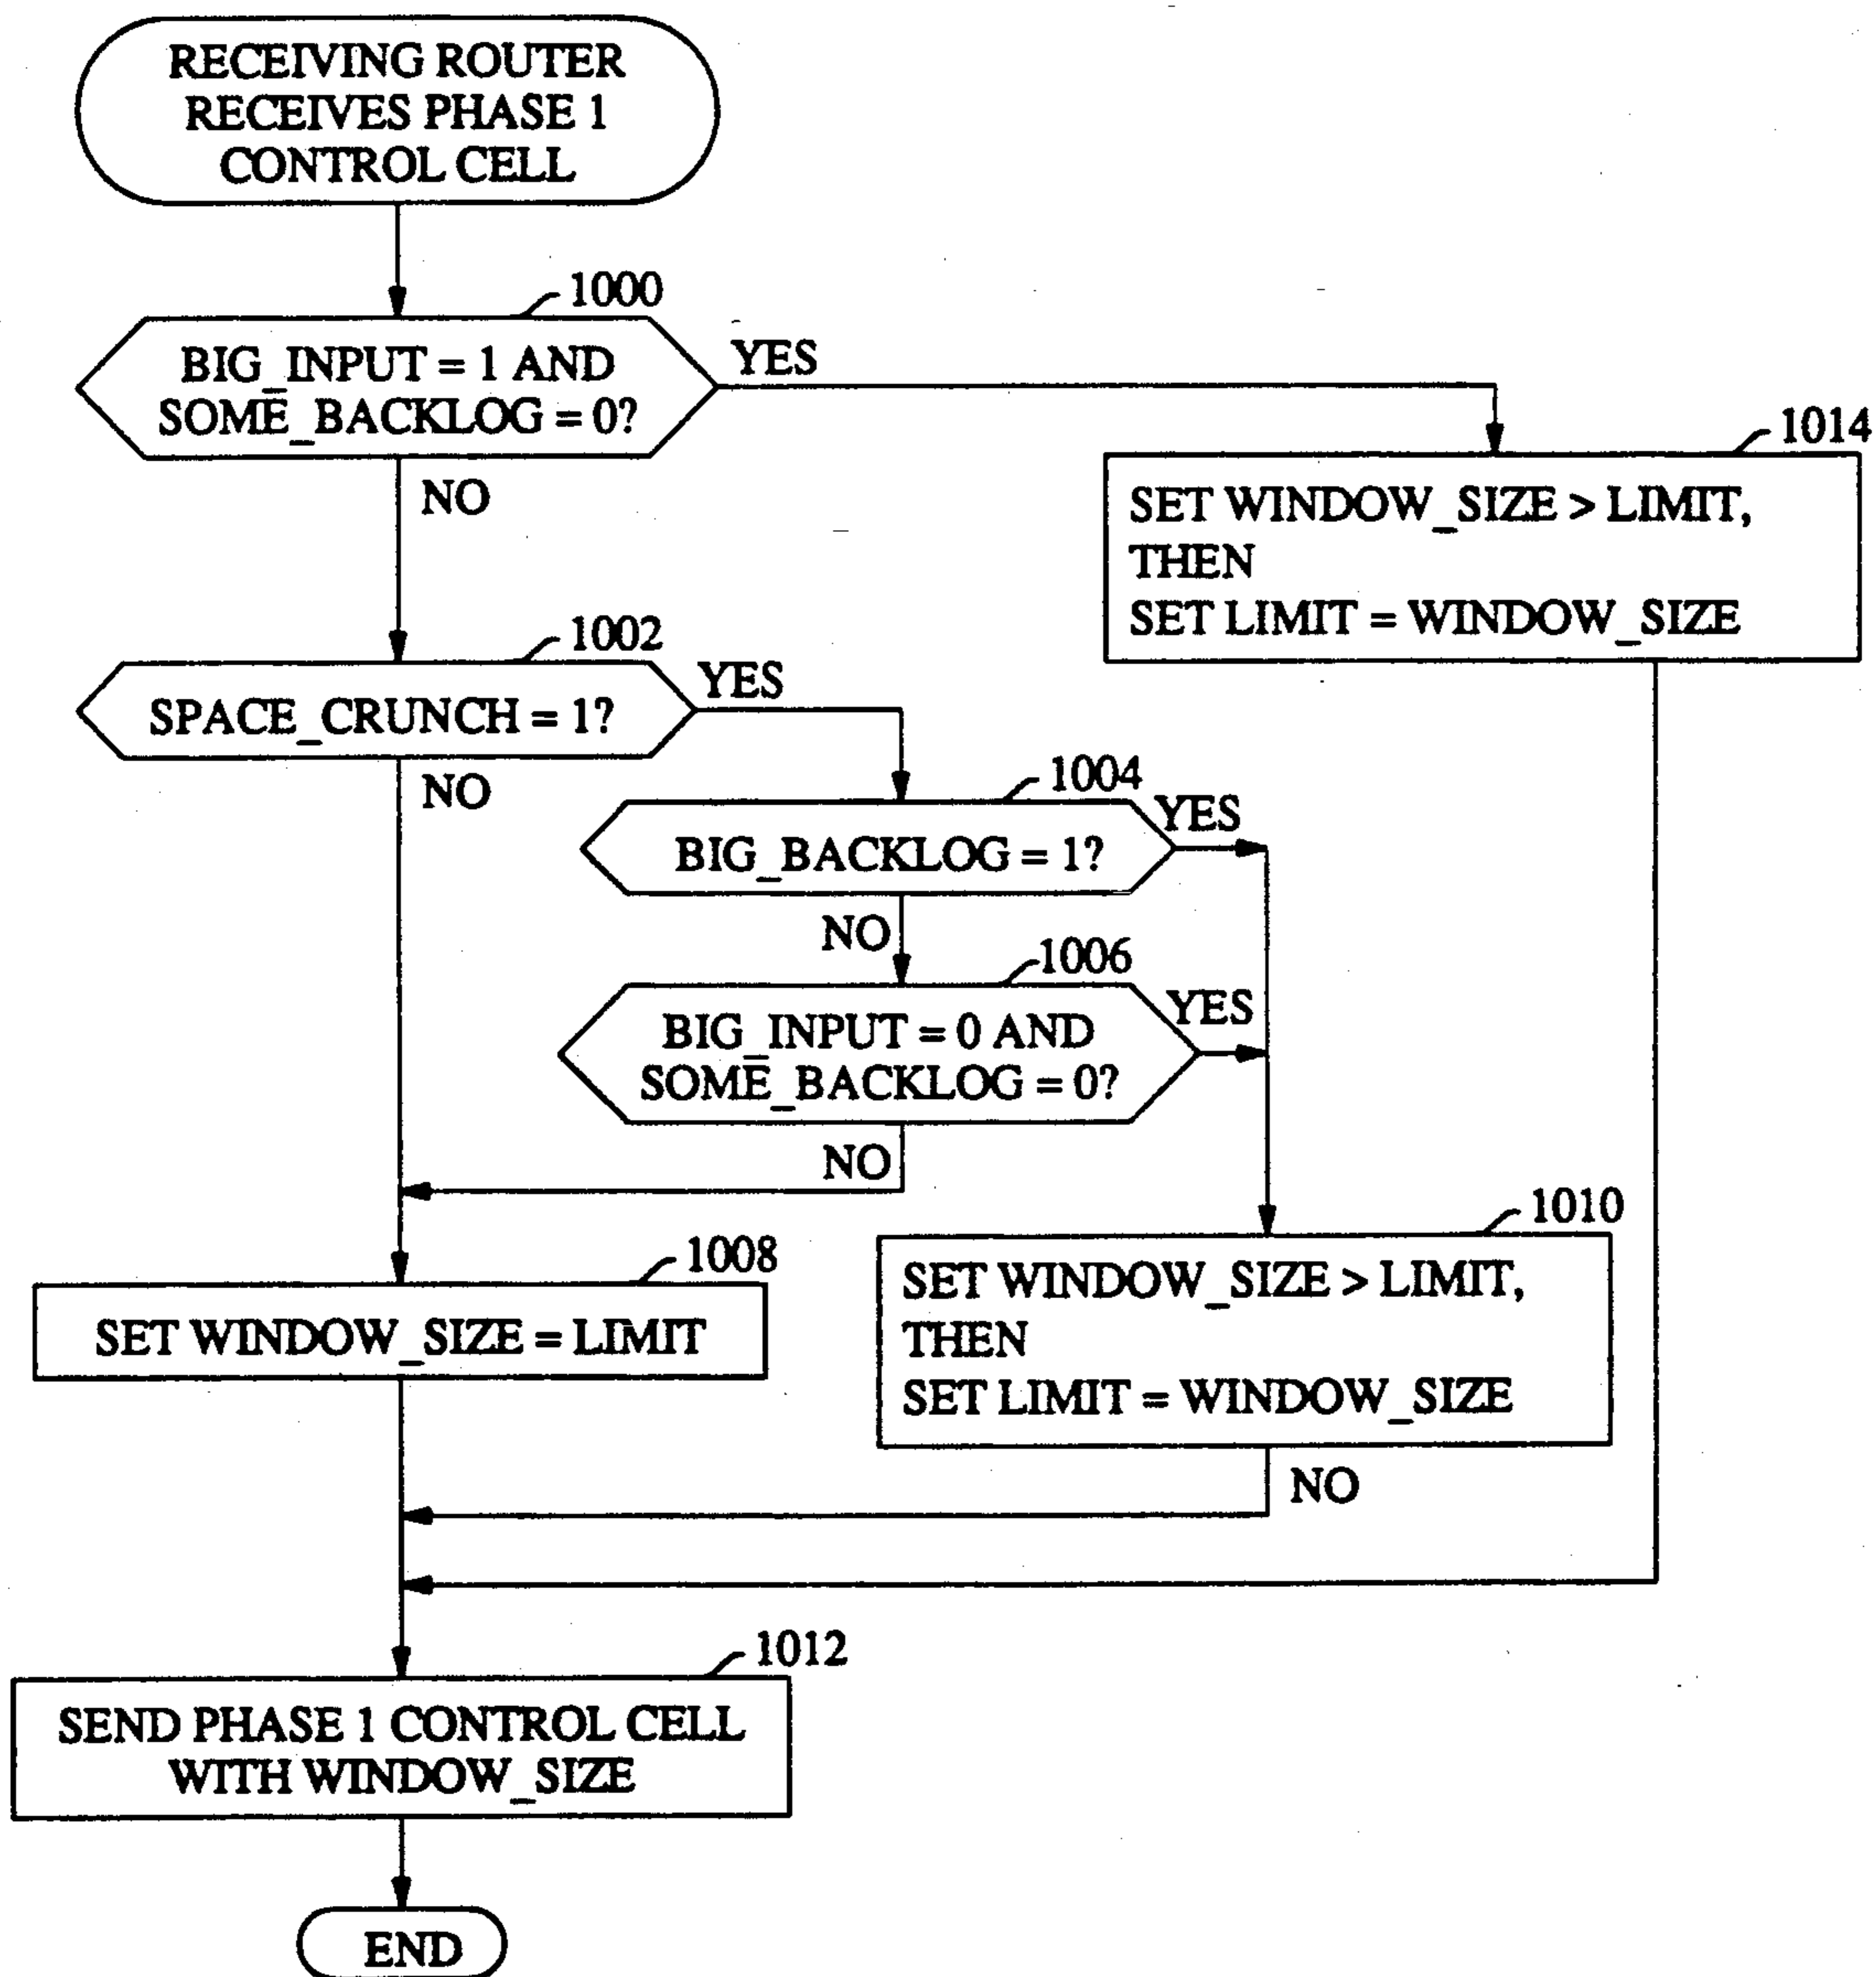 RECEIVING ROUTER
RECEIVES PHASE 1
CONTROL CELL
1000
BIG_INPUT = 1 AND
SOME_BACKLOG = 0?
YES
NO
1014
SET WINDOW_SIZE > LIMIT,
THEN
SET LIMIT = WINDOW_SIZE
1002
SPACE_CRUNCH = 1?
YES
NO
1004
BIG_BACKLOG = 1?
YES
NO
1006
BIG_INPUT = 0 AND
SOME_BACKLOG = 0?
YES
NO
1008
SET WINDOW_SIZE = LIMIT
1010
SET WINDOW_SIZE > LIMIT,
THEN
SET LIMIT = WINDOW_SIZE
NO
1012
SEND PHASE 1 CONTROL CELL
WITH WINDOW_SIZE
END